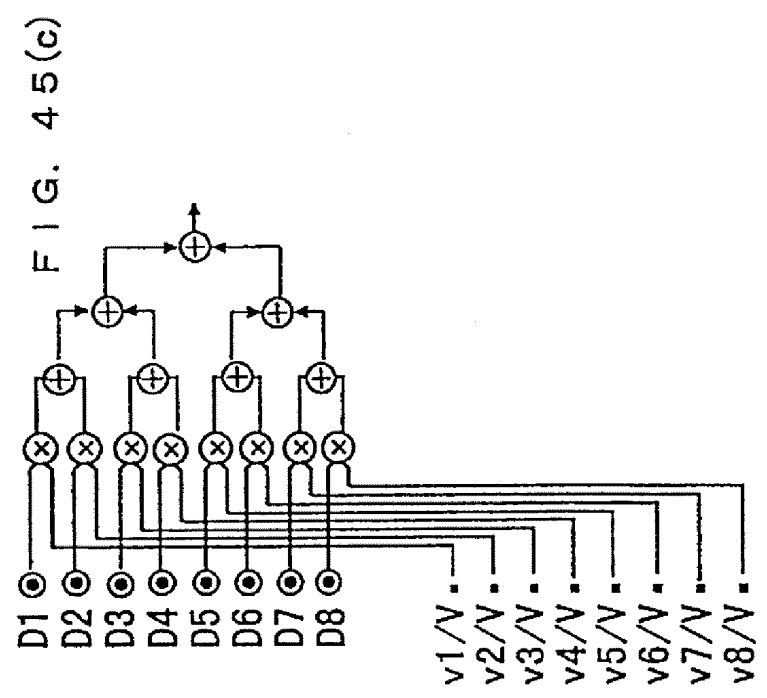 FIG. 45(c)
D1
D2
D3
D4
D5
D6
D7
D8
v1/V
v2/V
v3/V
v4/V
v5/V
v6/V
v7/V
v8/V